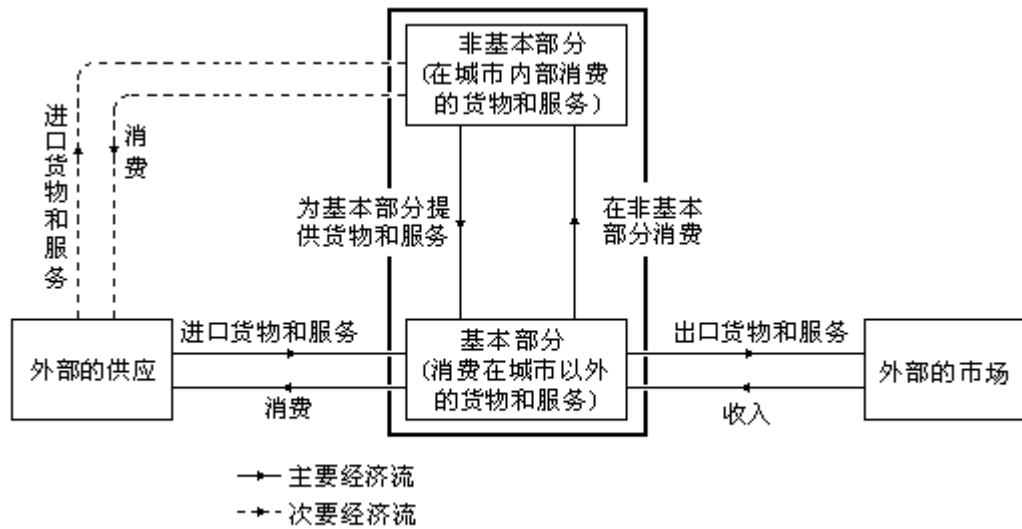 非基本部分
(在城市内部消费
的货物和服务)
进口货物和服务
消费
为基本部分提
供货物和服务
在非基本
部分消费
外部的供应
进口货物和服务
消费
基本部分
(消费在城市以外
的货物和服务)
出口货物和服务
收入
外部的市场
主要经济流
次要经济流